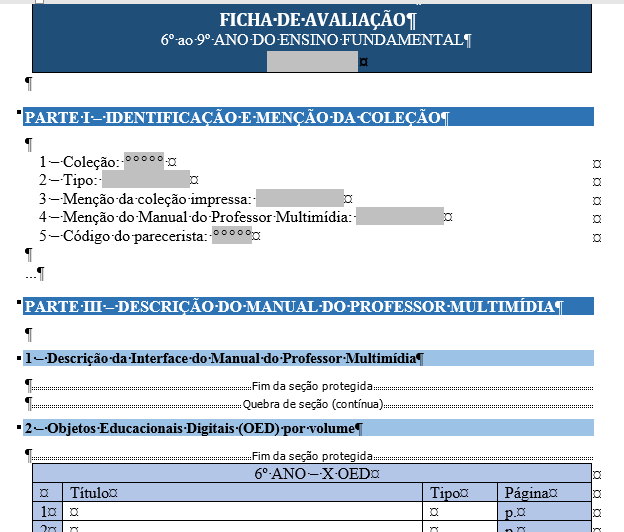 FICHA DE AVALIAÇÃO¶
6º ao 9º ANO DO ENSINO FUNDAMENTAL¶
¤
¶
PARTE I – IDENTIFICAÇÃO E MENÇÃO DA COLEÇÃO¶
¶
1 – Coleção: °°°°° ¤ ¤
2 – Tipo: ¤ ¤
3 – Menção da coleção impressa: ¤ ¤
4 – Menção do Manual do Professor Multimídia: ¤ ¤
5 – Código do parecerista: °°°°°¤ ¤
¶
...¶
PARTE III – DESCRIÇÃO DO MANUAL DO PROFESSOR MULTIMÍDIA¶
¶
1 – Descrição da Interface do Manual do Professor Multimídia¶
¶ Fim da seção protegida
¶ Quebra de seção (contínua)
2 – Objetos Educacionais Digitais (OED) por volume¶
¶ Fim da seção protegida
6º ANO – X OED¤ ¤
¤ Título¤ Tipo¤ Página¤ ¤
1¤ ¤ ¤ p.¤ ¤
2¤ ¤ ¤ p.¤ ¤